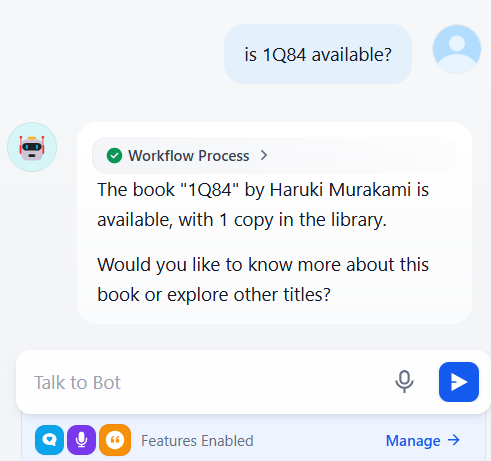 is 1Q84 available?
Workflow Process
The book "1Q84" by Haruki Murakami is
available, with 1 copy in the library.
Would you like to know more about this
book or explore other titles?
Talk to Bot
Features Enabled
Manage